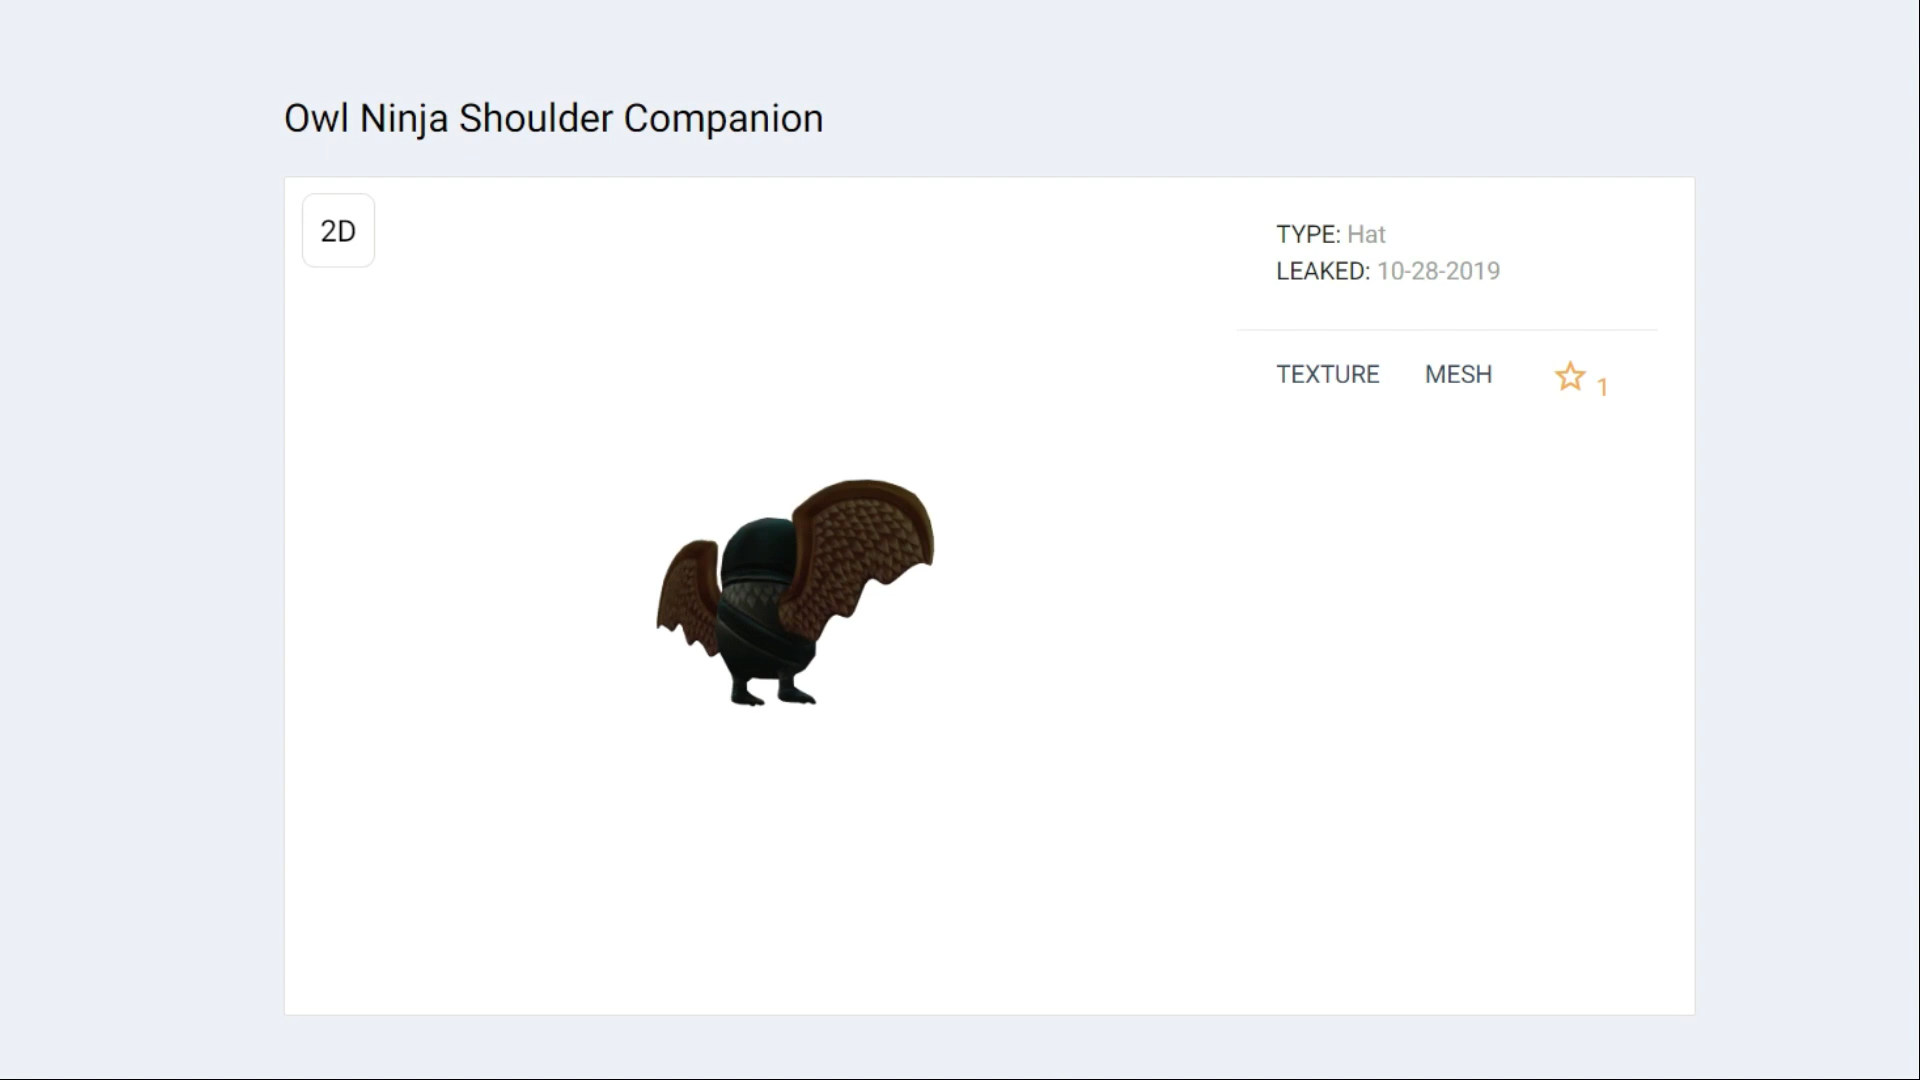 Owl Ninja Shoulder Companion
2D
TYPE: Hat
LEAKED: 10-28-2019
TEXTURE MESH 1